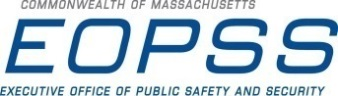 COMMONWEALTH OF MASSACHUSETTS
EOPSS
EXECUTIVE OFFICE OF PUBLIC SAFETY AND SECURITY